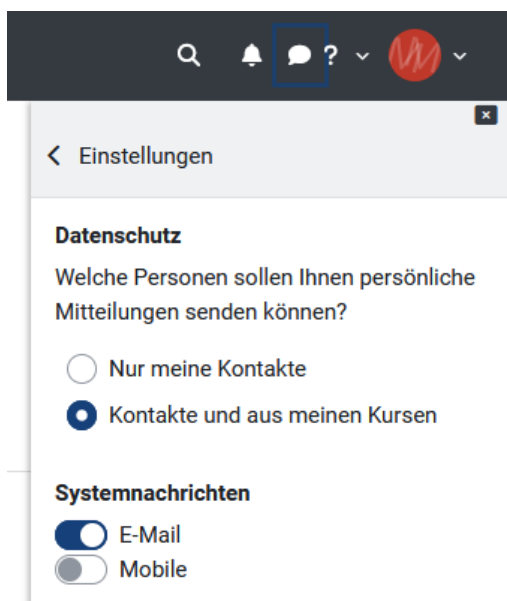 ?
Einstellungen
Datenschutz
Welche Personen sollen Ihnen persönliche
Mitteilungen senden können?
Nur meine Kontakte
Kontakte und aus meinen Kursen
Systemnachrichten
E-Mail
Mobile